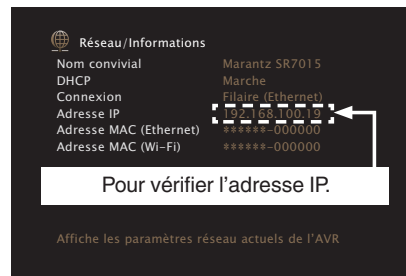 Réseau/Informations
Nom convivial Marantz SR7015
DHCP Marche
Connexion Filaire (Ethernet)
Adresse IP 192.168.100.19
Adresse MAC (Ethernet) ******-000000
Adresse MAC (Wi-Fi) ******-000000
Pour vérifier l'adresse IP.
Affiche les paramètres réseau actuels de l'AVR